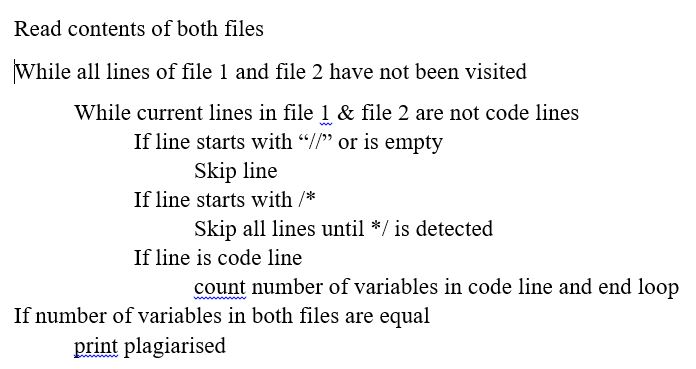 Read contents of both files
While all lines of file 1 and file 2 have not been visited
While current lines in file 1 & file 2 are not code lines
If line starts with “//” or is empty
Skip line
If line starts with /*
Skip all lines until */ is detected
If line is code line
count number of variables in code line and end loop
If number of variables in both files are equal
print plagiarised